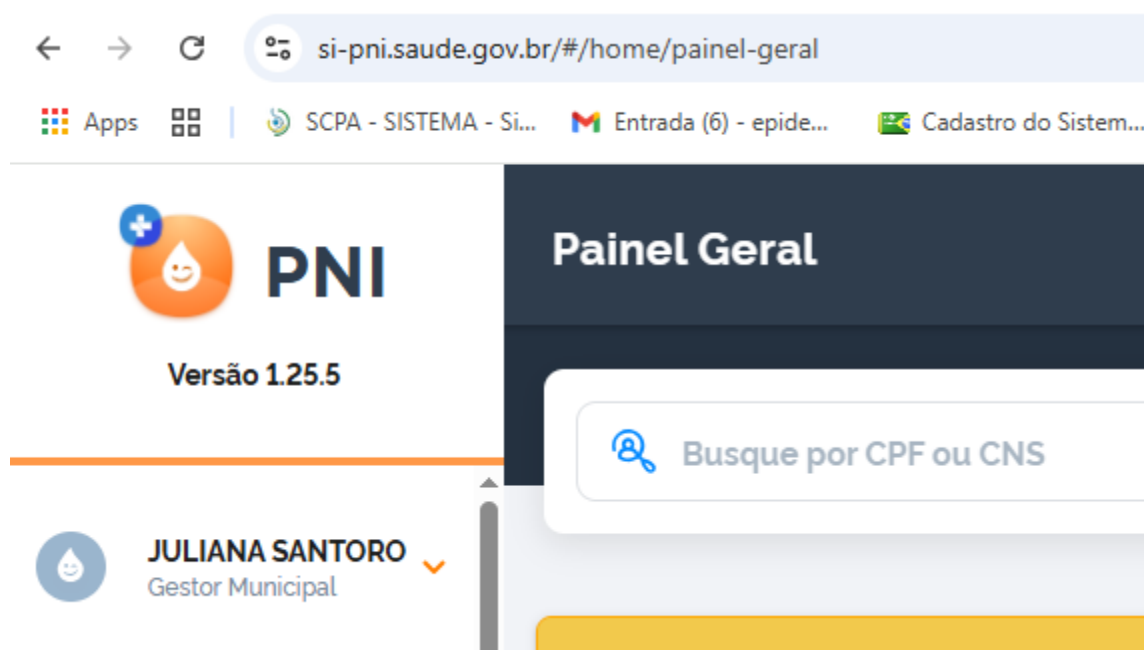 si-pni.saude.gov.br/#/home/painel-geral
Apps
SCPA - SISTEMA - Si...
Entrada (6) - epide...
Cadastro do Sistem...
PNI
Versão 1.25.5
Painel Geral
Busque por CPF ou CNS
JULIANA SANTORO
Gestor Municipal